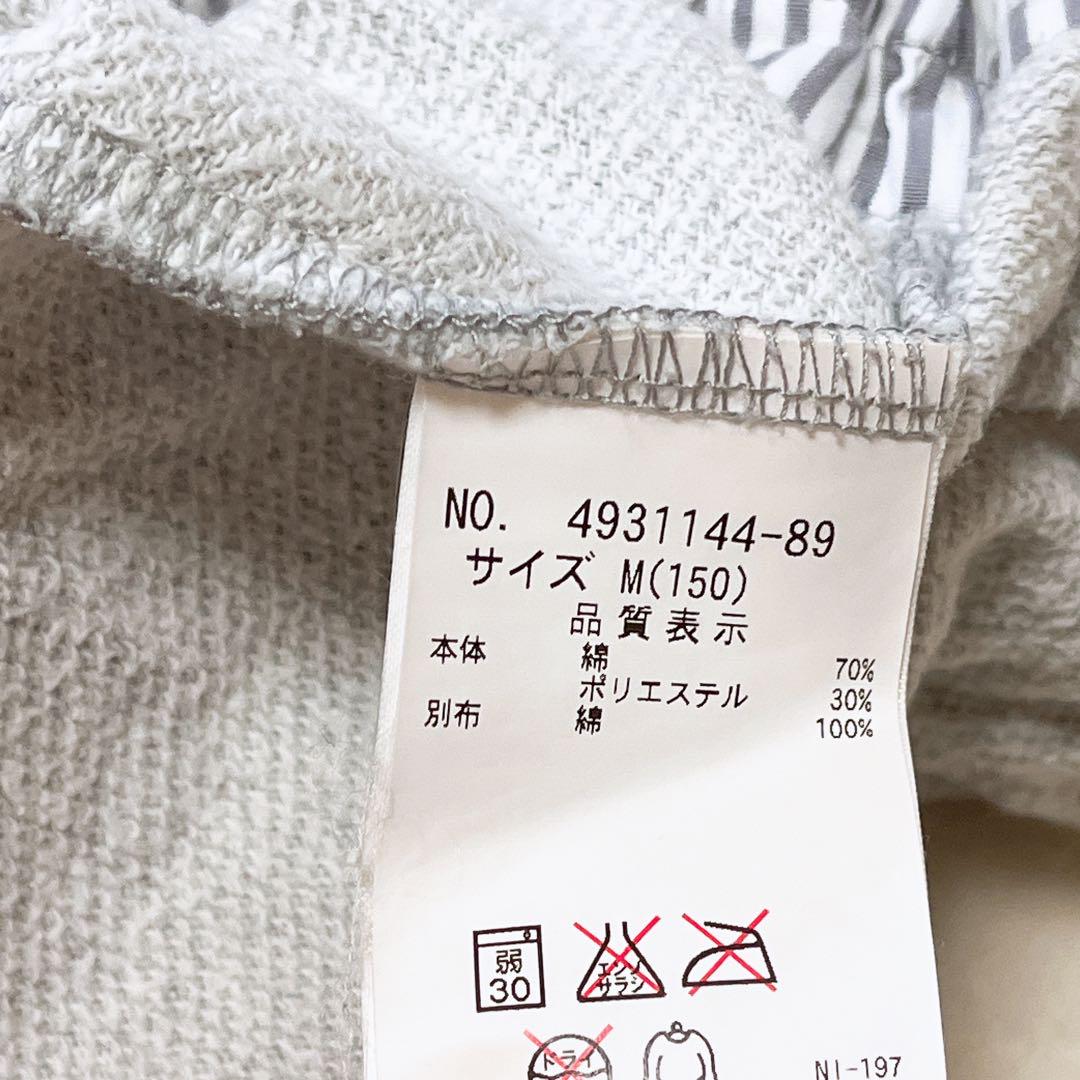 NO. 4931144-89
サイズ M(150)
品質表示
本体 綿 70%
ポリエステル 30%
別布 綿 100%
弱
30
エンソ
サラシ
ドライ
NI-197